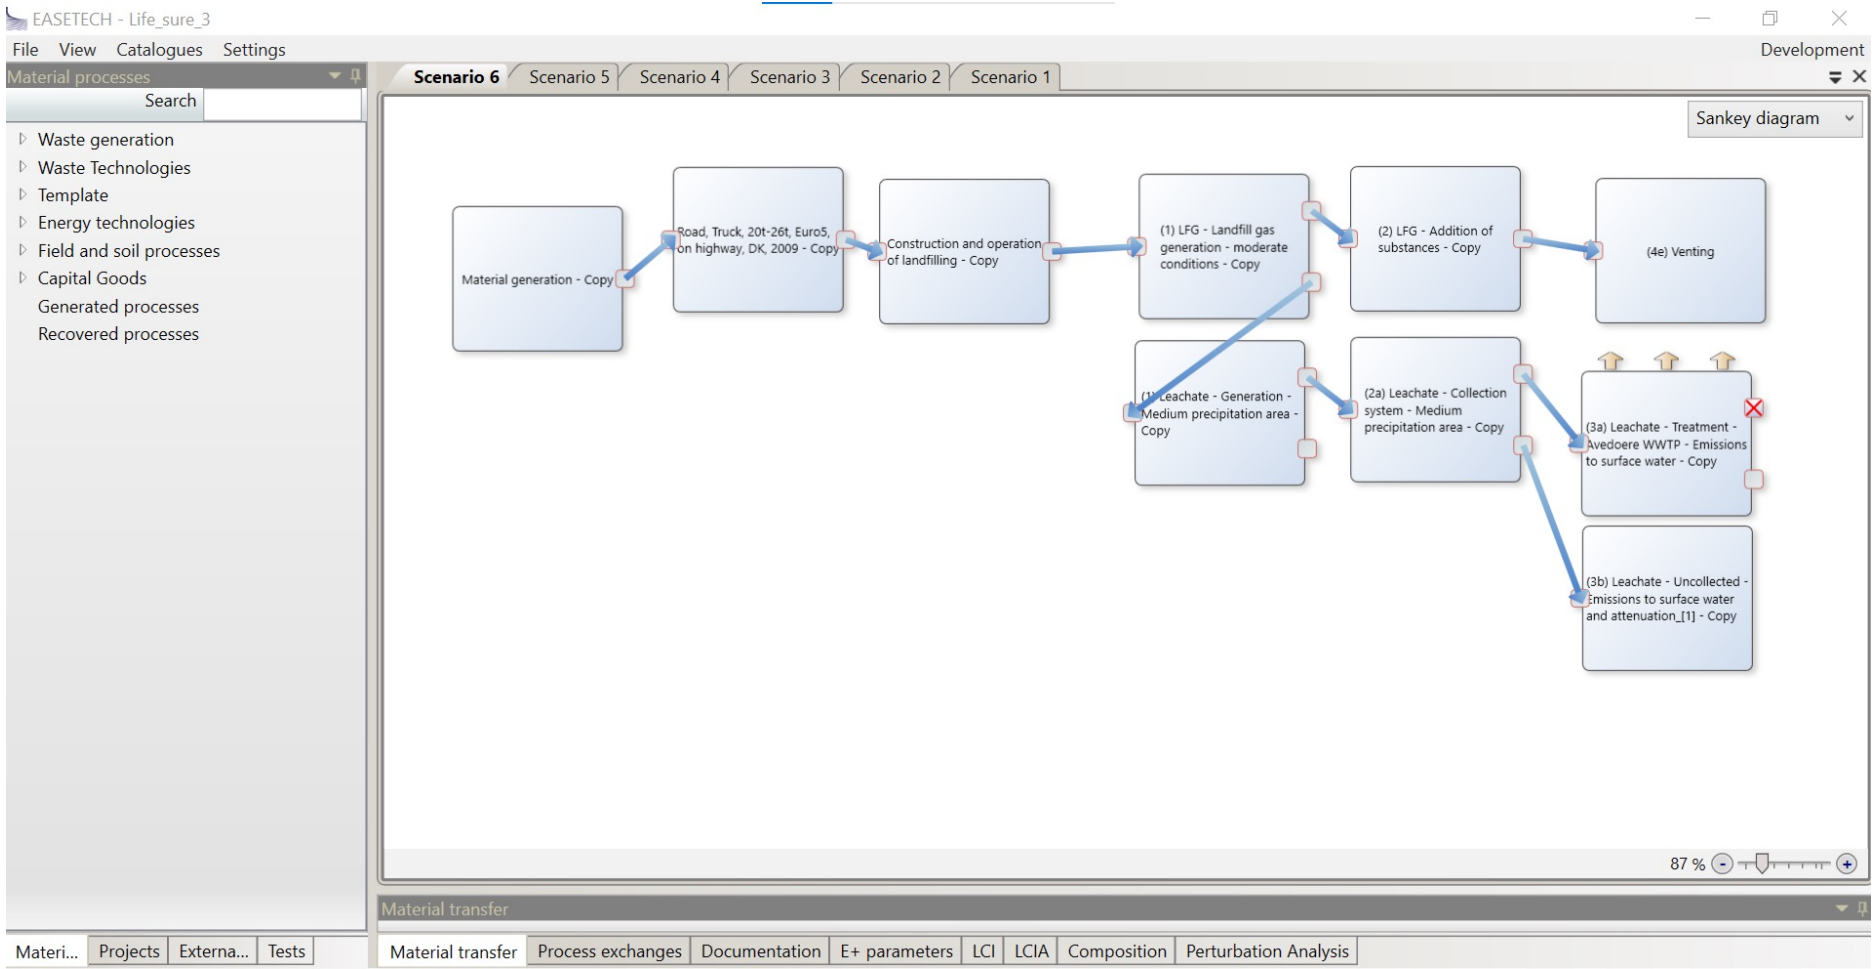 EASETECH - Life_sure_3
File View Catalogues Settings Development
Material processes
Search
Waste generation
Waste Technologies
Template
Energy technologies
Field and soil processes
Capital Goods
Generated processes
Recovered processes
Materi... Projects Externa... Tests
Scenario 6 Scenario 5 Scenario 4 Scenario 3 Scenario 2 Scenario 1
Sankey diagram
Material generation - Copy
Road, Truck, 20t-26t, Euro5,
on highway, DK, 2009 - Copy
Construction and operation
of landfilling - Copy
(1) LFG - Landfill gas
generation - moderate
conditions - Copy
(2) LFG - Addition of
substances - Copy
(4e) Venting
(1) Leachate - Generation -
Medium precipitation area -
Copy
(2a) Leachate - Collection
system - Medium
precipitation area - Copy
(3a) Leachate - Treatment -
Avedoere WWTP - Emissions
to surface water - Copy
(3b) Leachate - Uncollected -
Emissions to surface water
and attenuation_[1] - Copy
87 %
Material transfer
Material transfer Process exchanges Documentation E+ parameters LCI LCIA Composition Perturbation Analysis